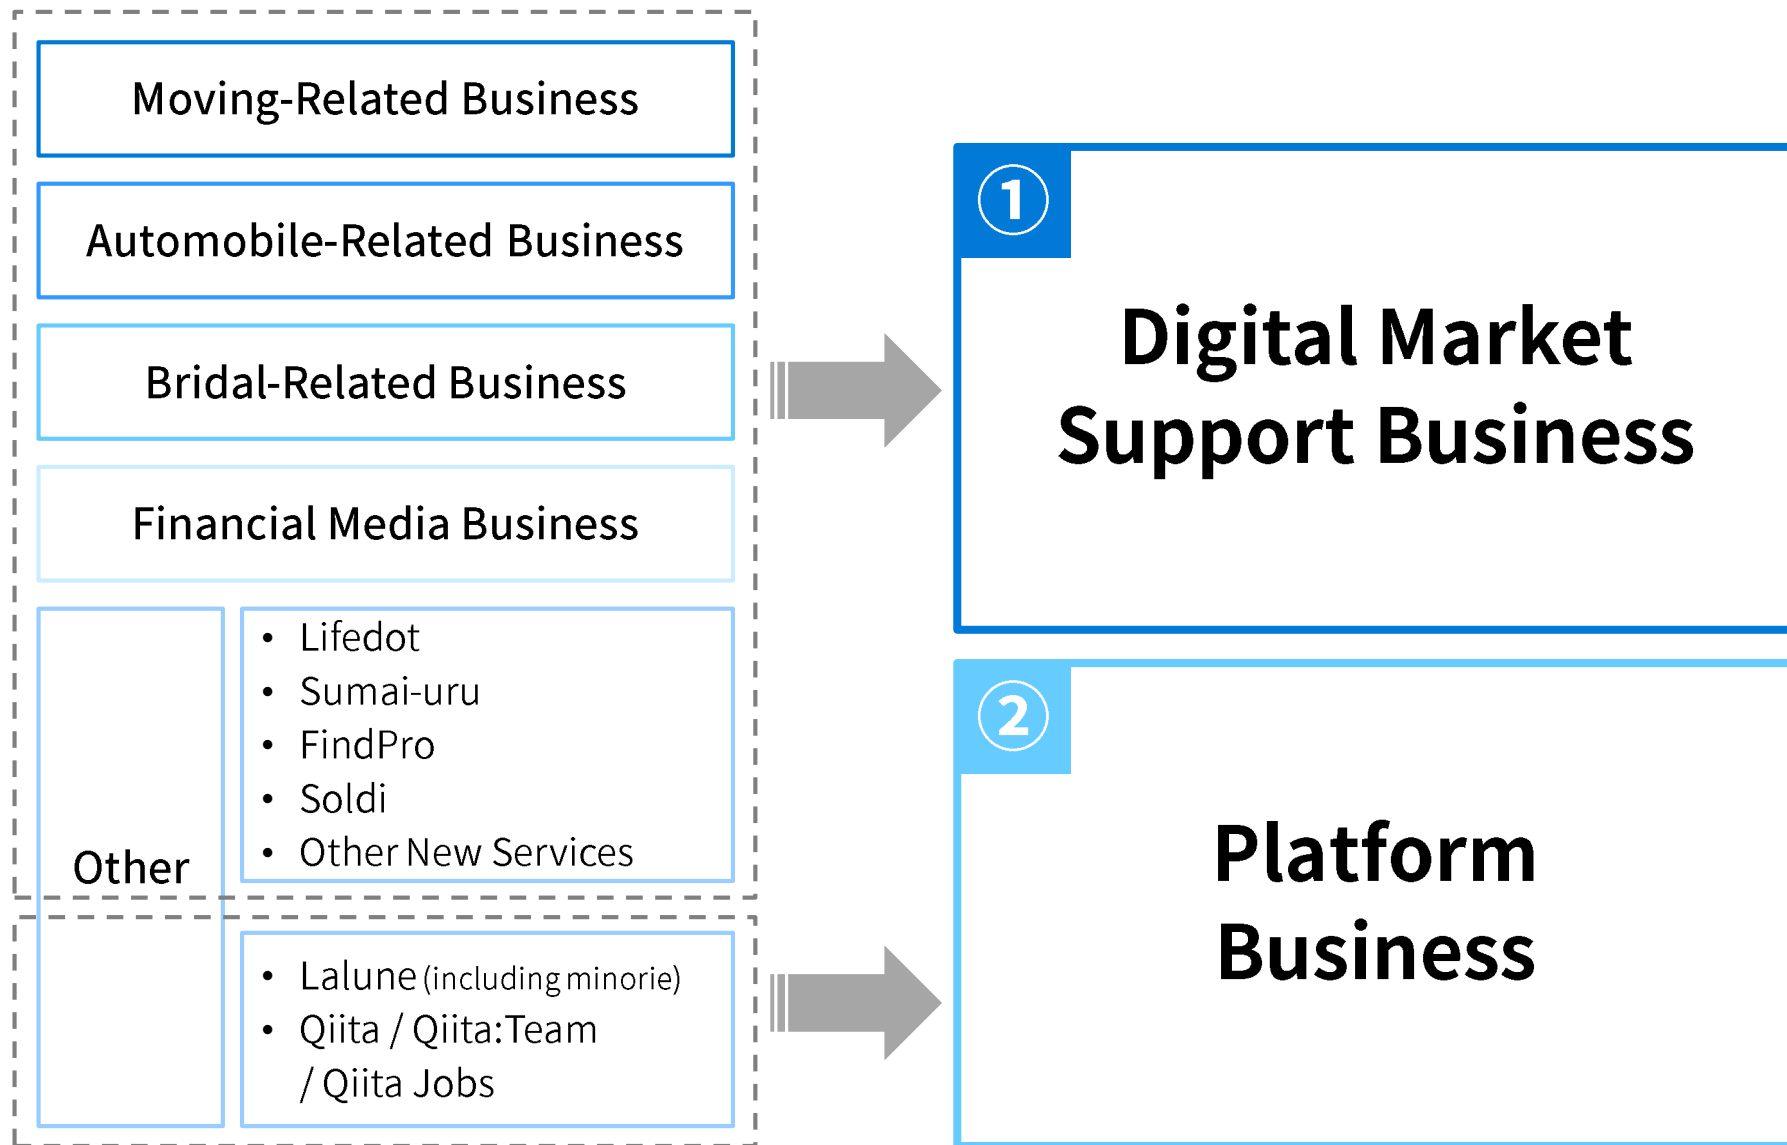 Moving-Related Business
Automobile-Related Business
Bridal-Related Business
Financial Media Business
Other
• Lifedot
• Sumai-uru
• FindPro
• Soldi
• Other New Services
• Lalune (including minorie)
• Qiita / Qiita:Team
/ Qiita Jobs
①
Digital Market
Support Business
②
Platform
Business